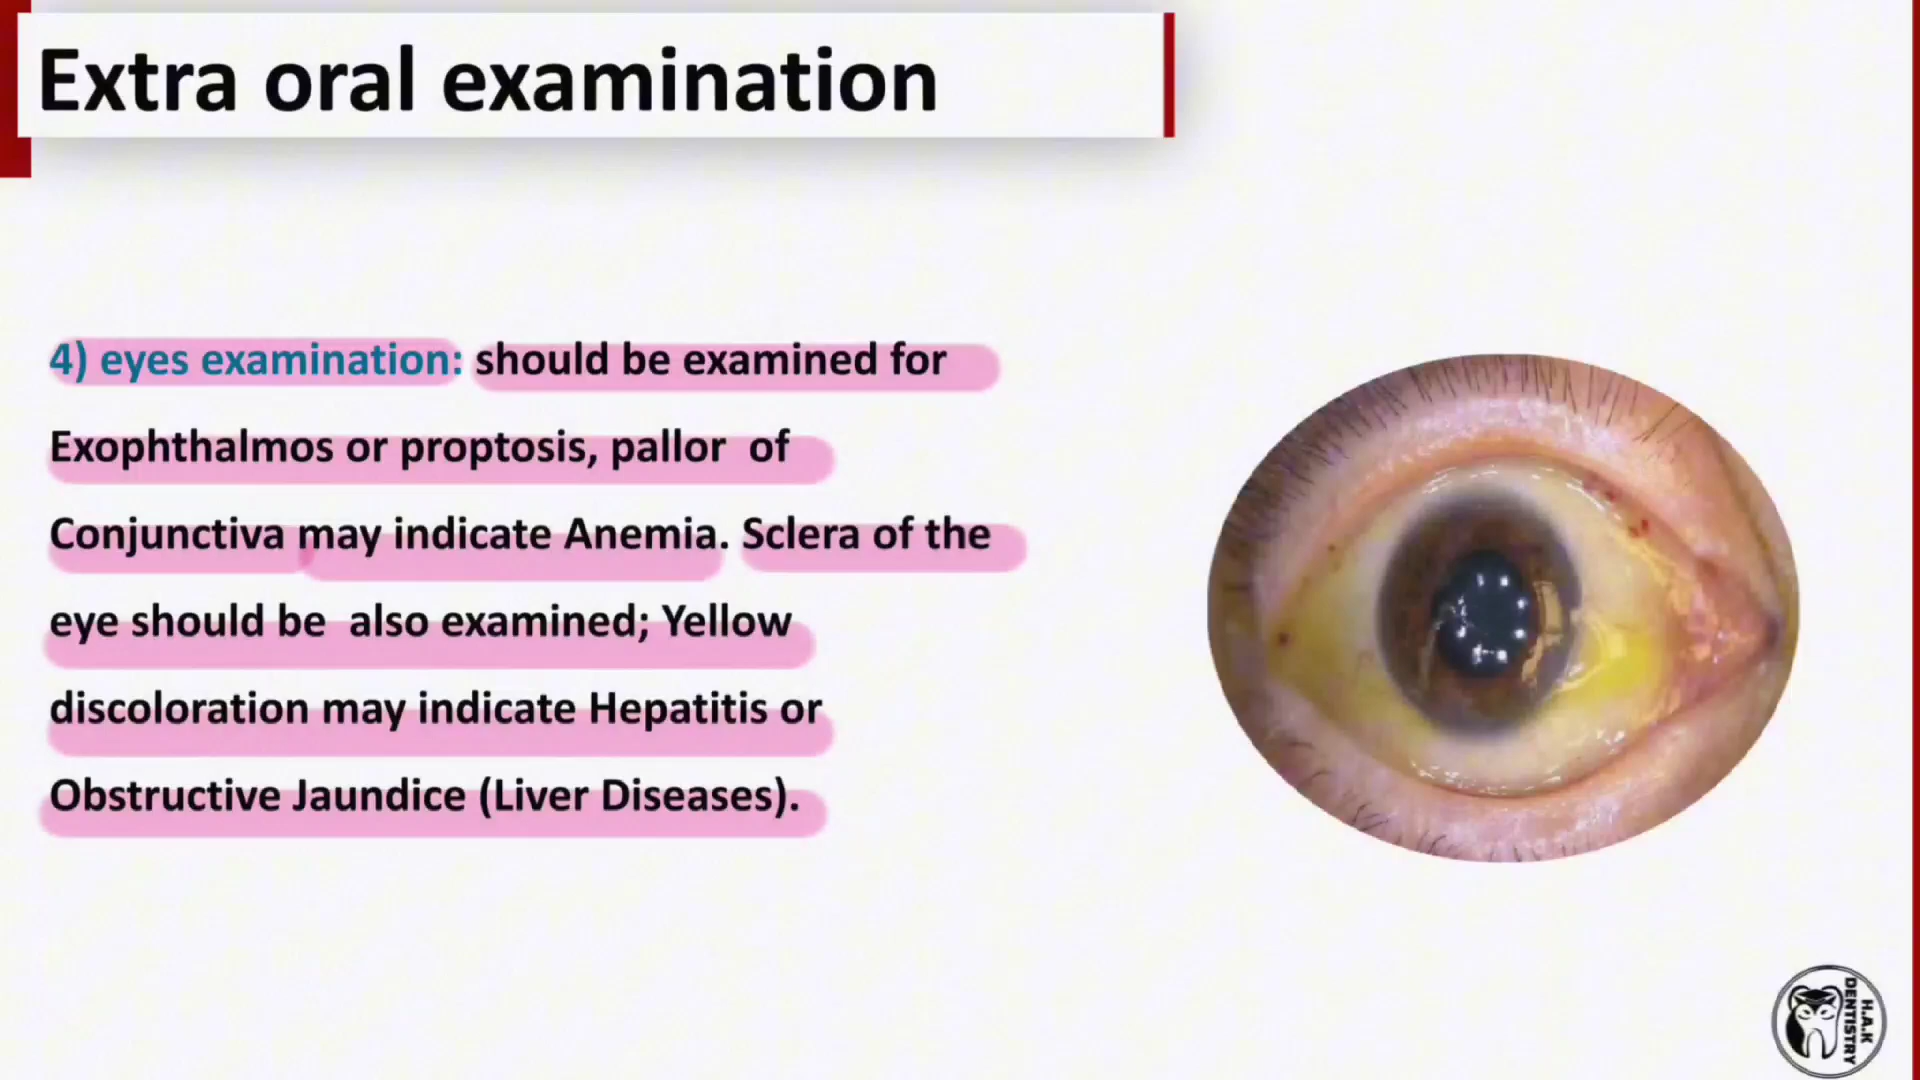 Extra oral examination
4) eyes examination: should be examined for
Exophthalmos or proptosis, pallor of
Conjunctiva may indicate Anemia. Sclera of the
eye should be also examined; Yellow
discoloration may indicate Hepatitis or
Obstructive Jaundice (Liver Diseases).
H.A.K
DENTISTRY